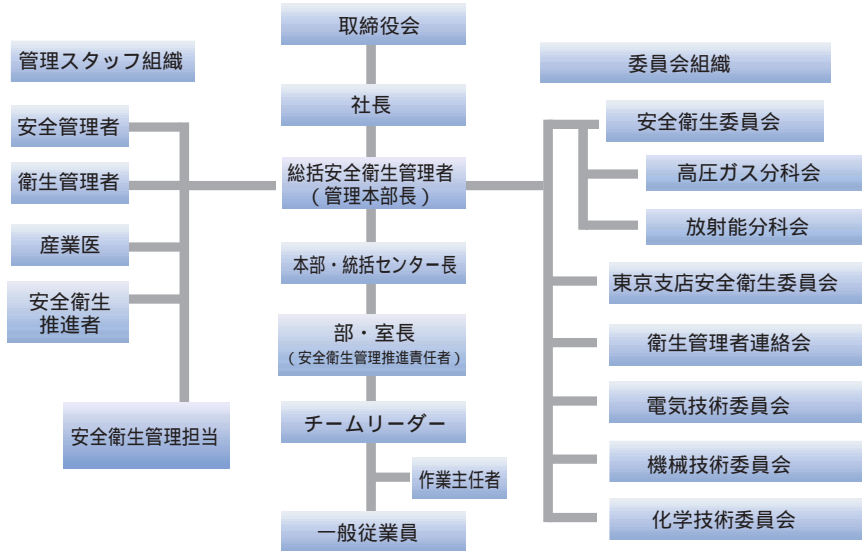 取締役会
管理スタッフ組織
委員会組織
社長
安全管理者
安全衛生委員会
衛生管理者
総括安全衛生管理者
（管理本部長）
高圧ガス分科会
放射能分科会
産業医
本部・統括センター長
東京支店安全衛生委員会
安全衛生
推進者
部・室長
（安全衛生管理推進責任者）
衛生管理者連絡会
電気技術委員会
チームリーダー
安全衛生管理担当
機械技術委員会
作業主任者
化学技術委員会
一般従業員